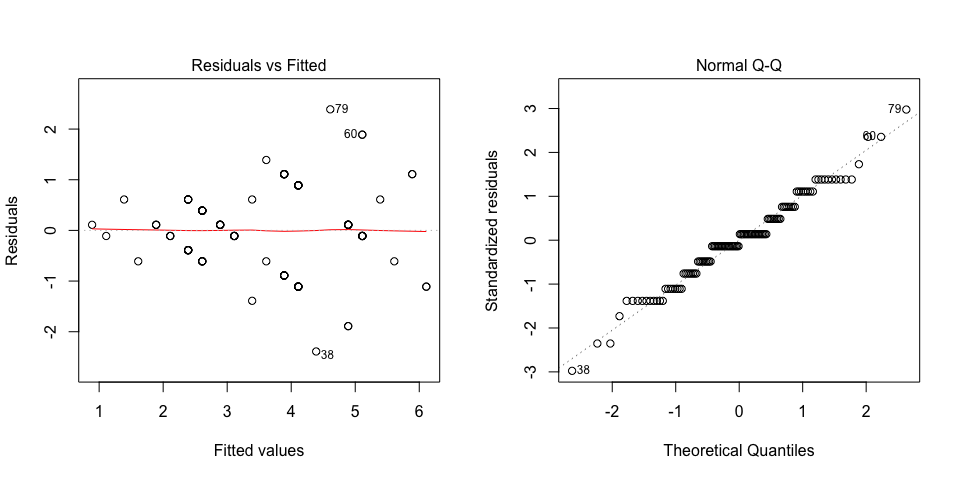 Residuals vs Fitted
Residuals
2
1
0
-1
-2
79
60
38
1 2 3 4 5 6
Fitted values
Normal Q-Q
Standardized residuals
3
2
1
0
-1
-2
-3
79
60
38
-2 -1 0 1 2
Theoretical Quantiles